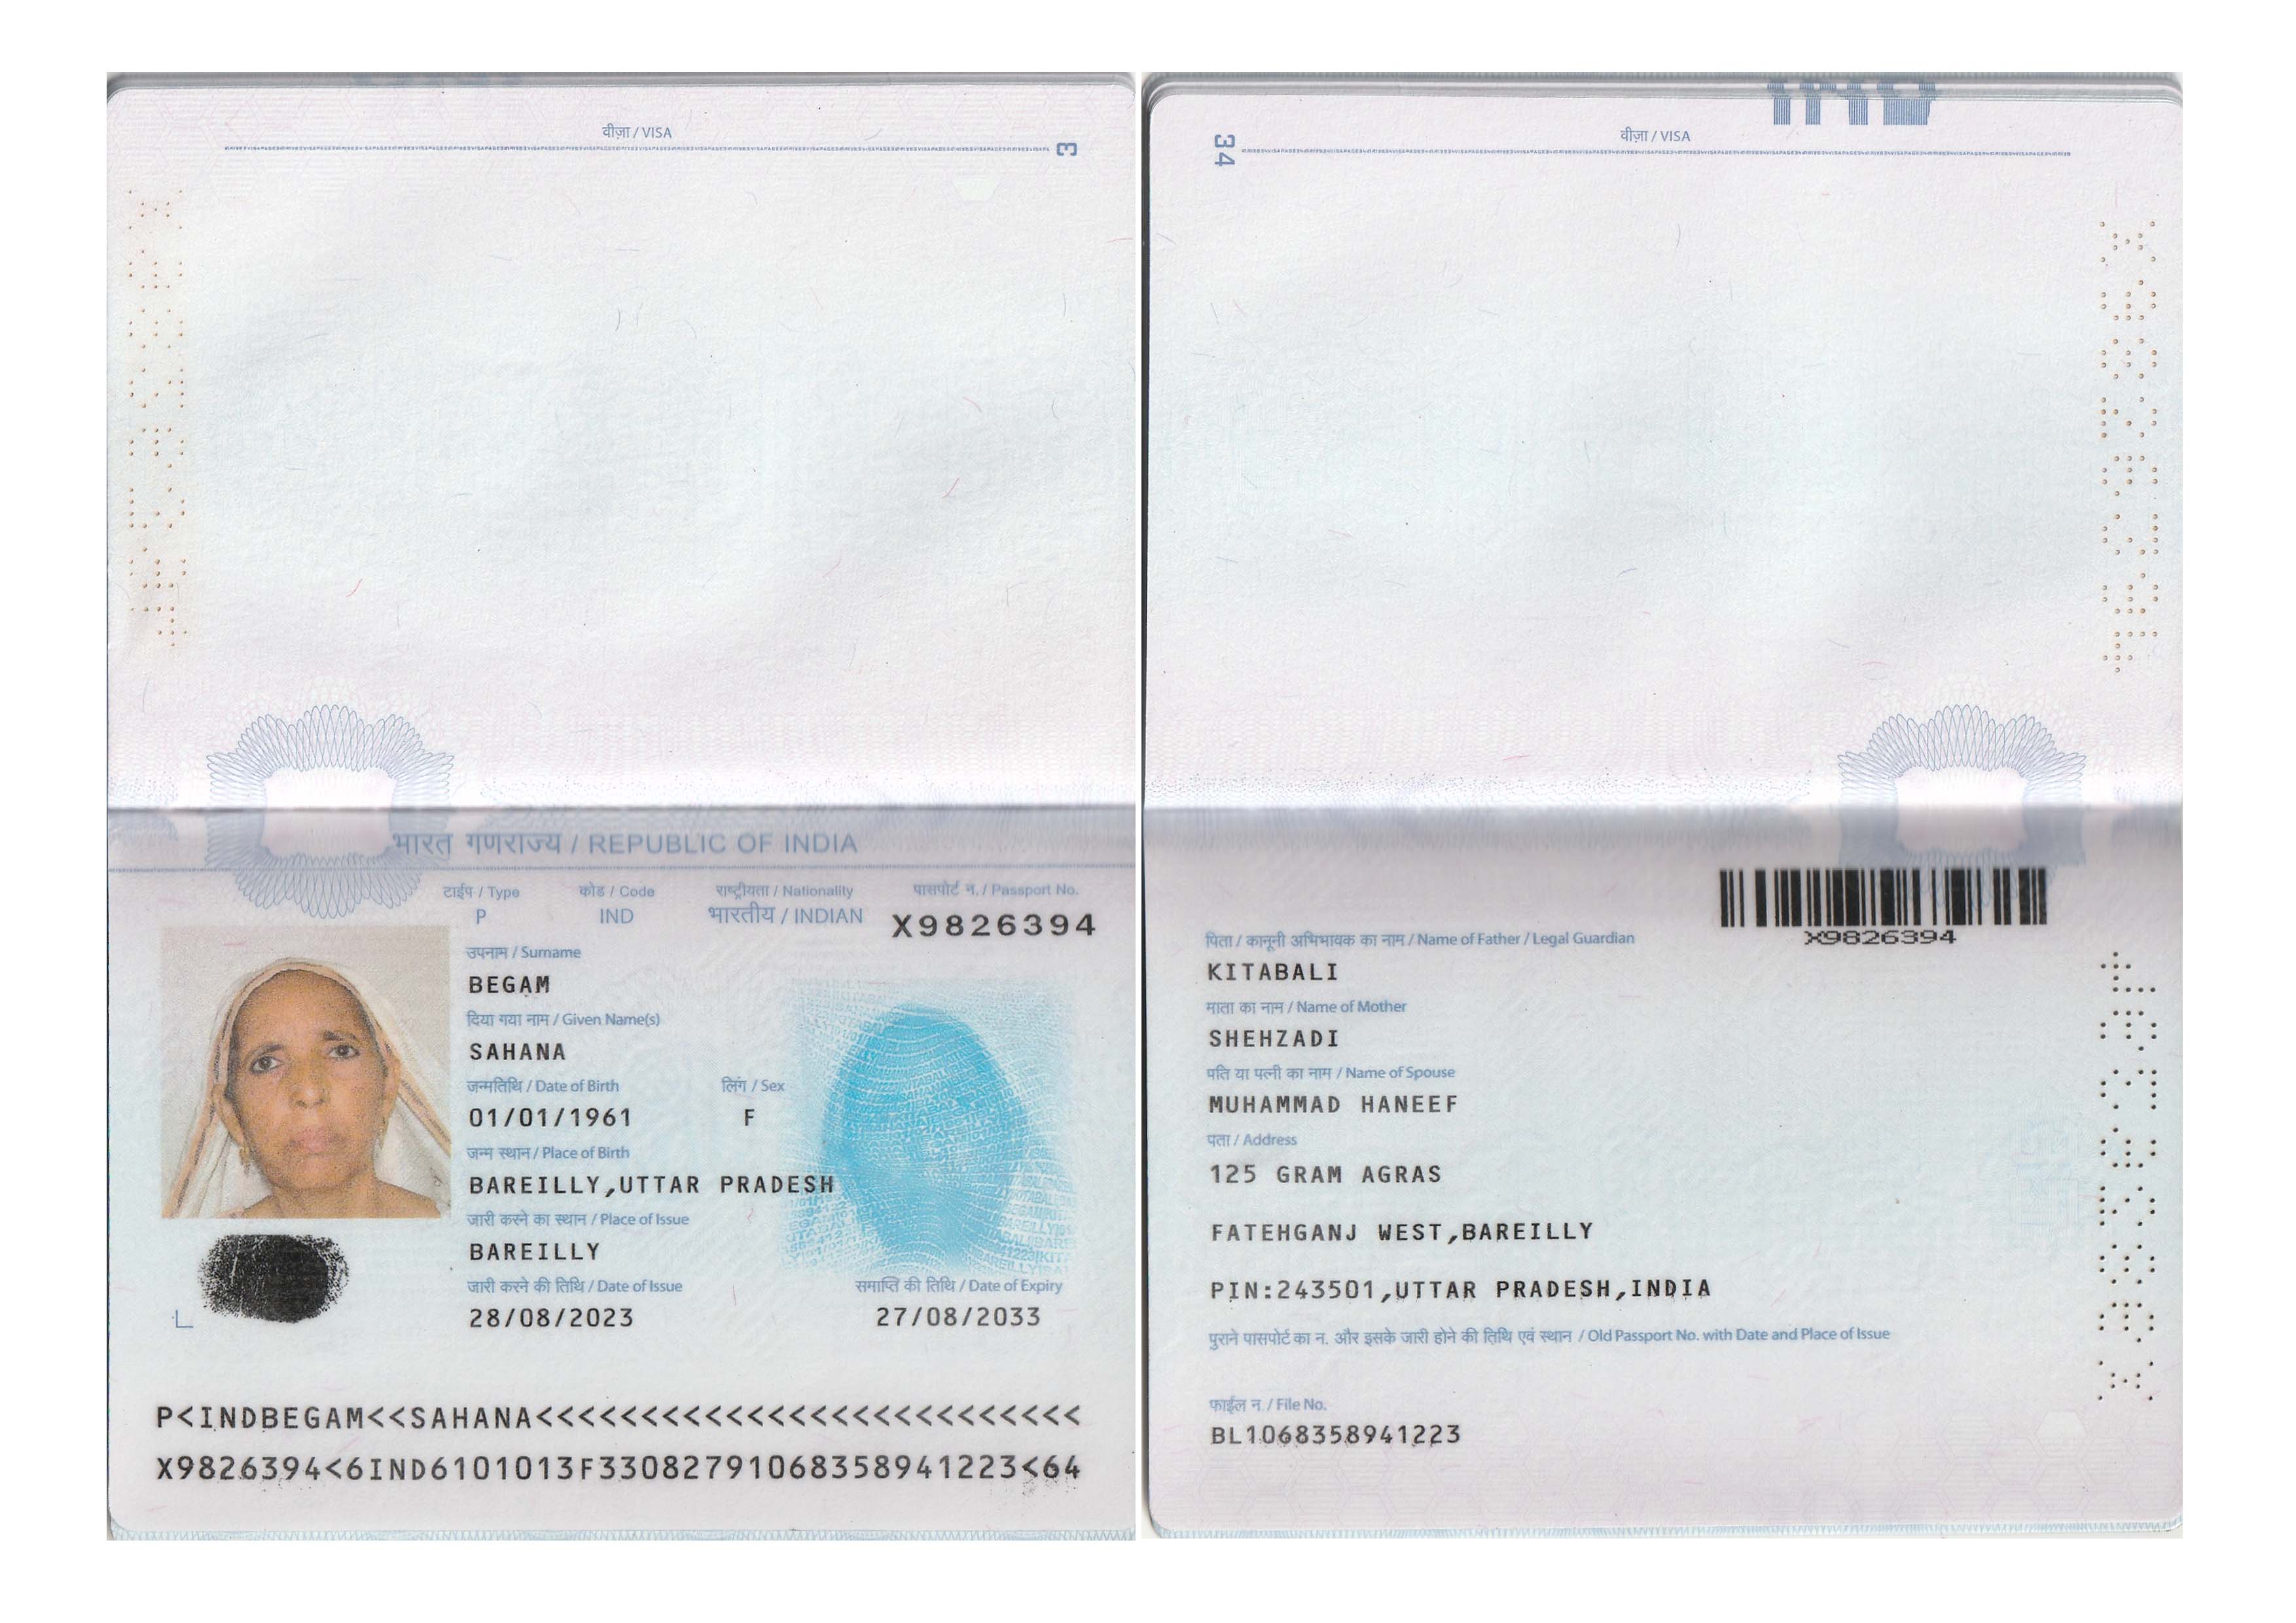 वीज़ा / VISA
3
भारत गणराज्य / REPUBLIC OF INDIA
टाईप / Type
कोड / Code
राष्ट्रीयता / Nationality
पासपोर्ट न. / Passport No.
P
IND
भारतीय / INDIAN
X9826394
उपनाम / Surname
BEGAM
दिया गया नाम / Given Name(s)
SAHANA
जन्मतिथि / Date of Birth
लिंग / Sex
01/01/1961
F
जन्म स्थान / Place of Birth
BAREILLY,UTTAR PRADESH
जारी करने का स्थान / Place of Issue
BAREILLY
जारी करने की तिथि / Date of Issue
समाप्ति की तिथि / Date of Expiry
28/08/2023
27/08/2033
P<INDBEGAM<<SAHANA<<<<<<<<<<<<<<<<<<<<<<<<<<
X9826394<6IND6101013F33082791068358941223<64
वीज़ा / VISA
34
X9826394
पिता / कानूनी अभिभावक का नाम / Name of Father / Legal Guardian
KITABALI
माता का नाम / Name of Mother
SHEHZADI
पति या पत्नी का नाम / Name of Spouse
MUHAMMAD HANEEF
पता / Address
125 GRAM AGRAS
FATEHGANJ WEST,BAREILLY
PIN:243501,UTTAR PRADESH,INDIA
पुराने पासपोर्ट का न. और इसके जारी होने की तिथि एवं स्थान / Old Passport No. with Date and Place of Issue
फाईल न. / File No.
BL1068358941223